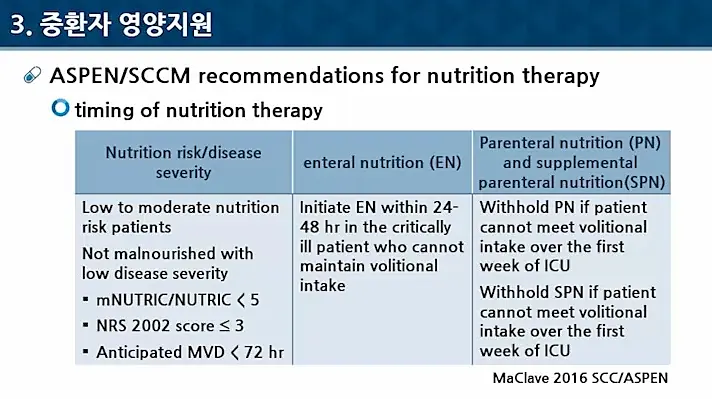 3. 중환자 영양지원
ASPEN/SCCM recommendations for nutrition therapy
timing of nutrition therapy
Nutrition risk/disease
severity
enteral nutrition (EN)
Parenteral nutrition (PN)
and supplemental
parenteral nutrition(SPN)
Low to moderate nutrition
risk patients
Not malnourished with
low disease severity
▪ mNUTRIC/NUTRIC < 5
▪ NRS 2002 score ≤ 3
▪ Anticipated MVD < 72 hr
Initiate EN within 24-
48 hr in the critically
ill patient who cannot
maintain volitional
intake
Withhold PN if patient
cannot meet volitional
intake over the first
week of ICU
Withhold SPN if patient
cannot meet volitional
intake over the first
week of ICU
MaClave 2016 SCC/ASPEN